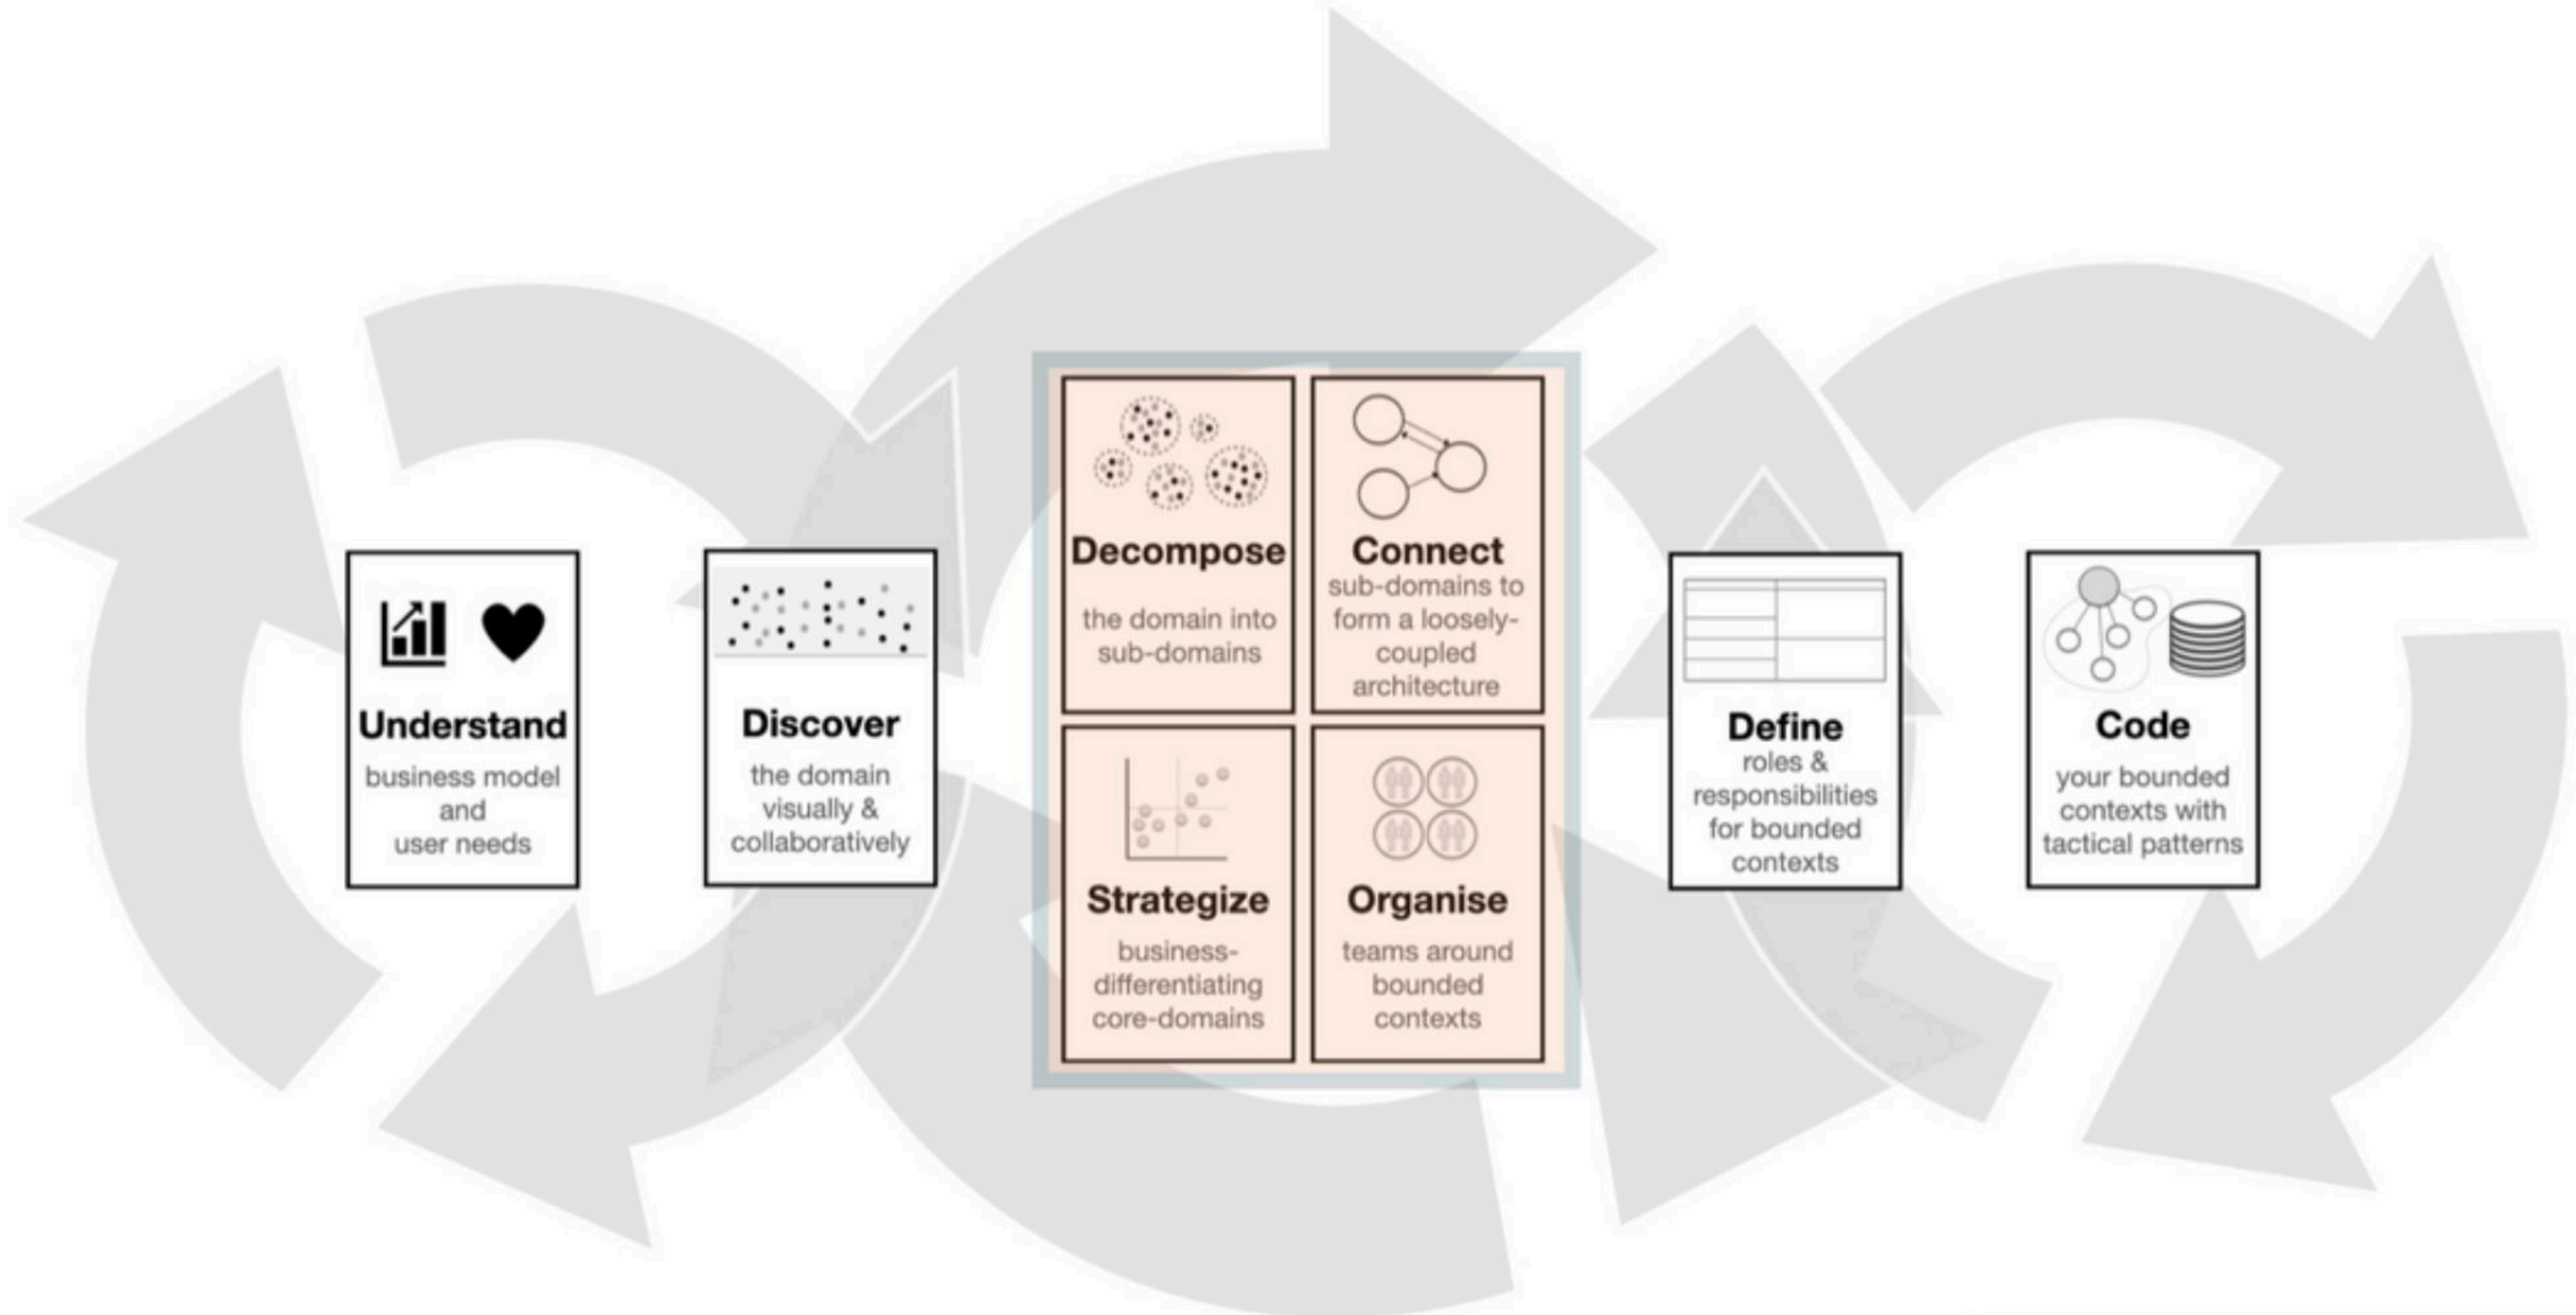 Understand
business model
and
user needs
Discover
the domain
visually &
collaboratively
Decompose
the domain into
sub-domains
Connect
sub-domains to
form a loosely-
coupled
architecture
Strategize
business-
differentiating
core-domains
Organise
teams around
bounded
contexts
Define
roles &
responsibilities
for bounded
contexts
Code
your bounded
contexts with
tactical patterns